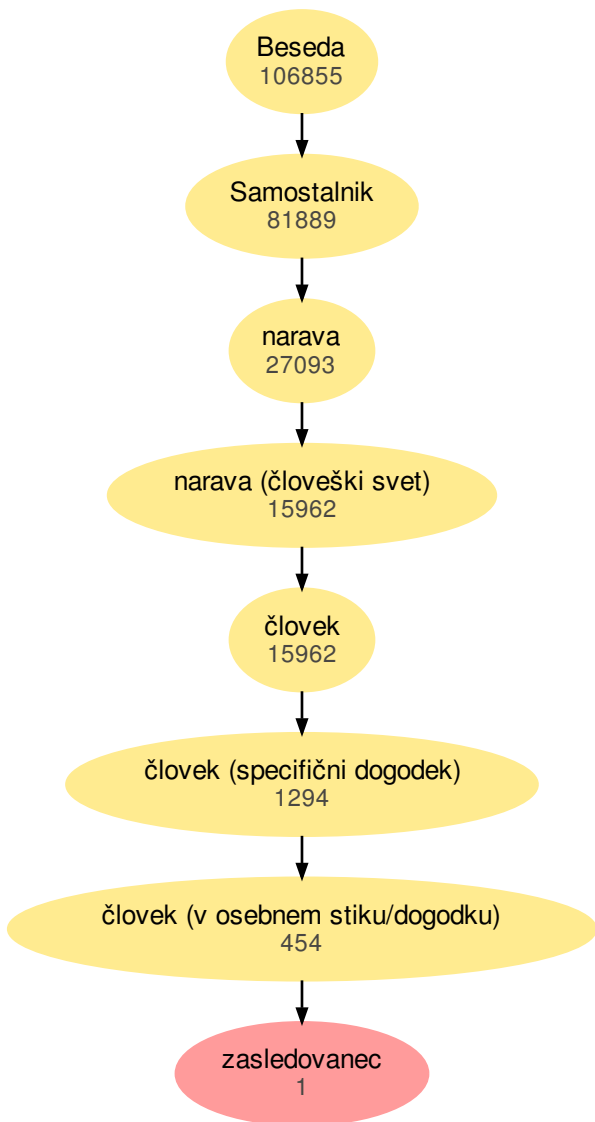 Beseda
106855
Samostalnik
81889
narava
27093
narava (človeški svet)
15962
človek
15962
človek (specifični dogodek)
1294
človek (v osebnem stiku/dogodku)
454
zasledovanec
1